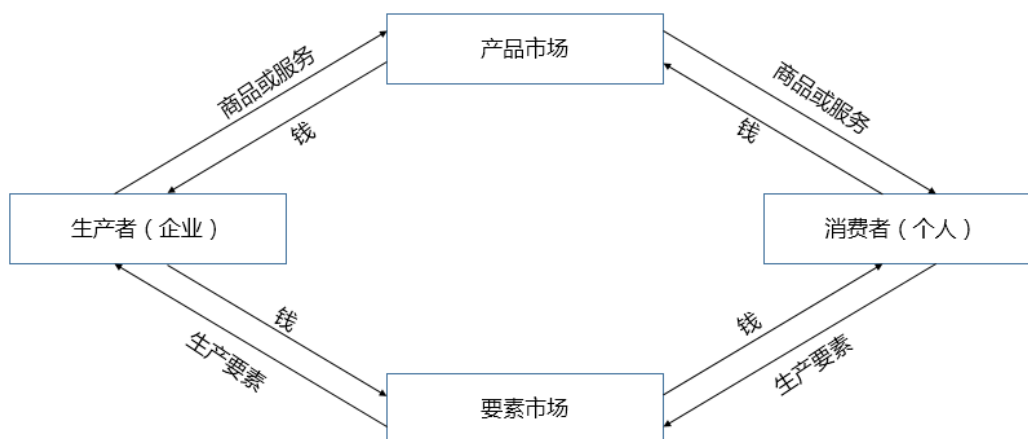 产品市场
商品或服务
商品或服务
钱
钱
生产者（企业）
消费者（个人）
钱
钱
生产要素
生产要素
要素市场